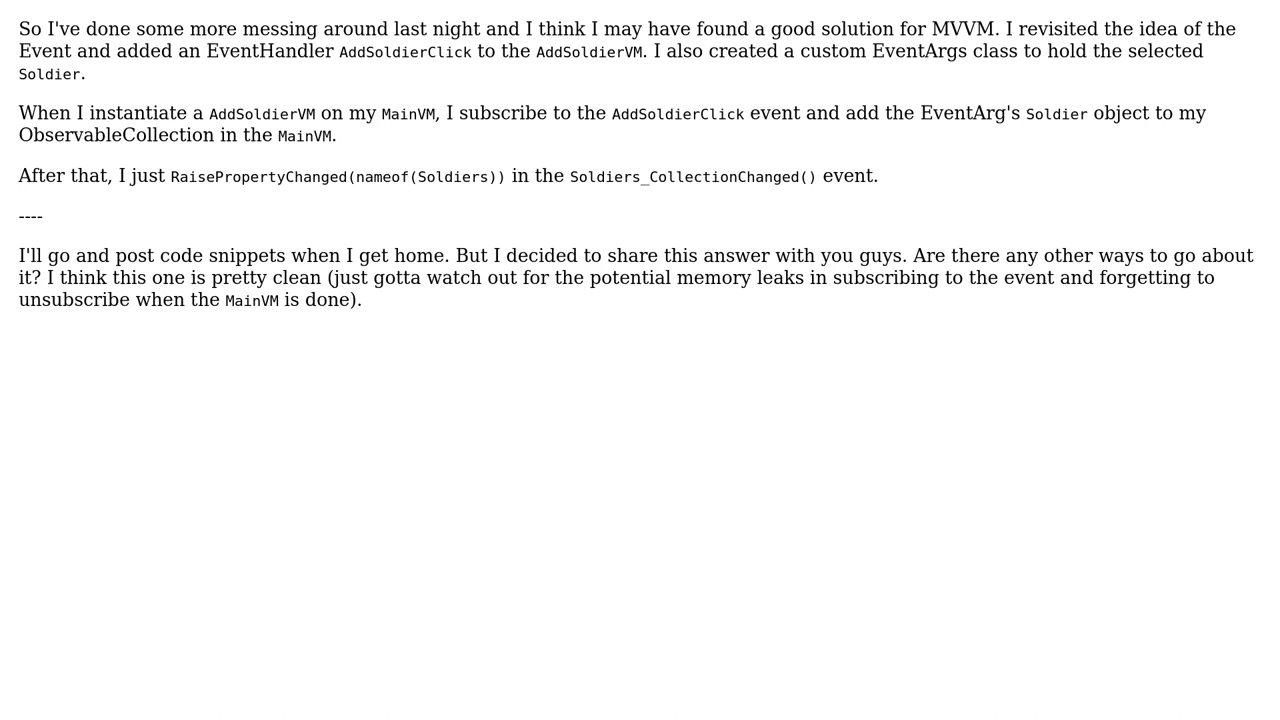 So I've done some more messing around last night and I think I may have found a good solution for MVVM. I revisited the idea of the
Event and added an EventHandler AddSoldierClick to the AddSoldierVM. I also created a custom EventArgs class to hold the selected
Soldier.
When I instantiate a AddSoldierVM on my MainVM, I subscribe to the AddSoldierClick event and add the EventArg's Soldier object to my
ObservableCollection in the MainVM.
After that, I just RaisePropertyChanged(nameof(Soldiers)) in the Soldiers_CollectionChanged() event.
----
I'll go and post code snippets when I get home. But I decided to share this answer with you guys. Are there any other ways to go about
it? I think this one is pretty clean (just gotta watch out for the potential memory leaks in subscribing to the event and forgetting to
unsubscribe when the MainVM is done).